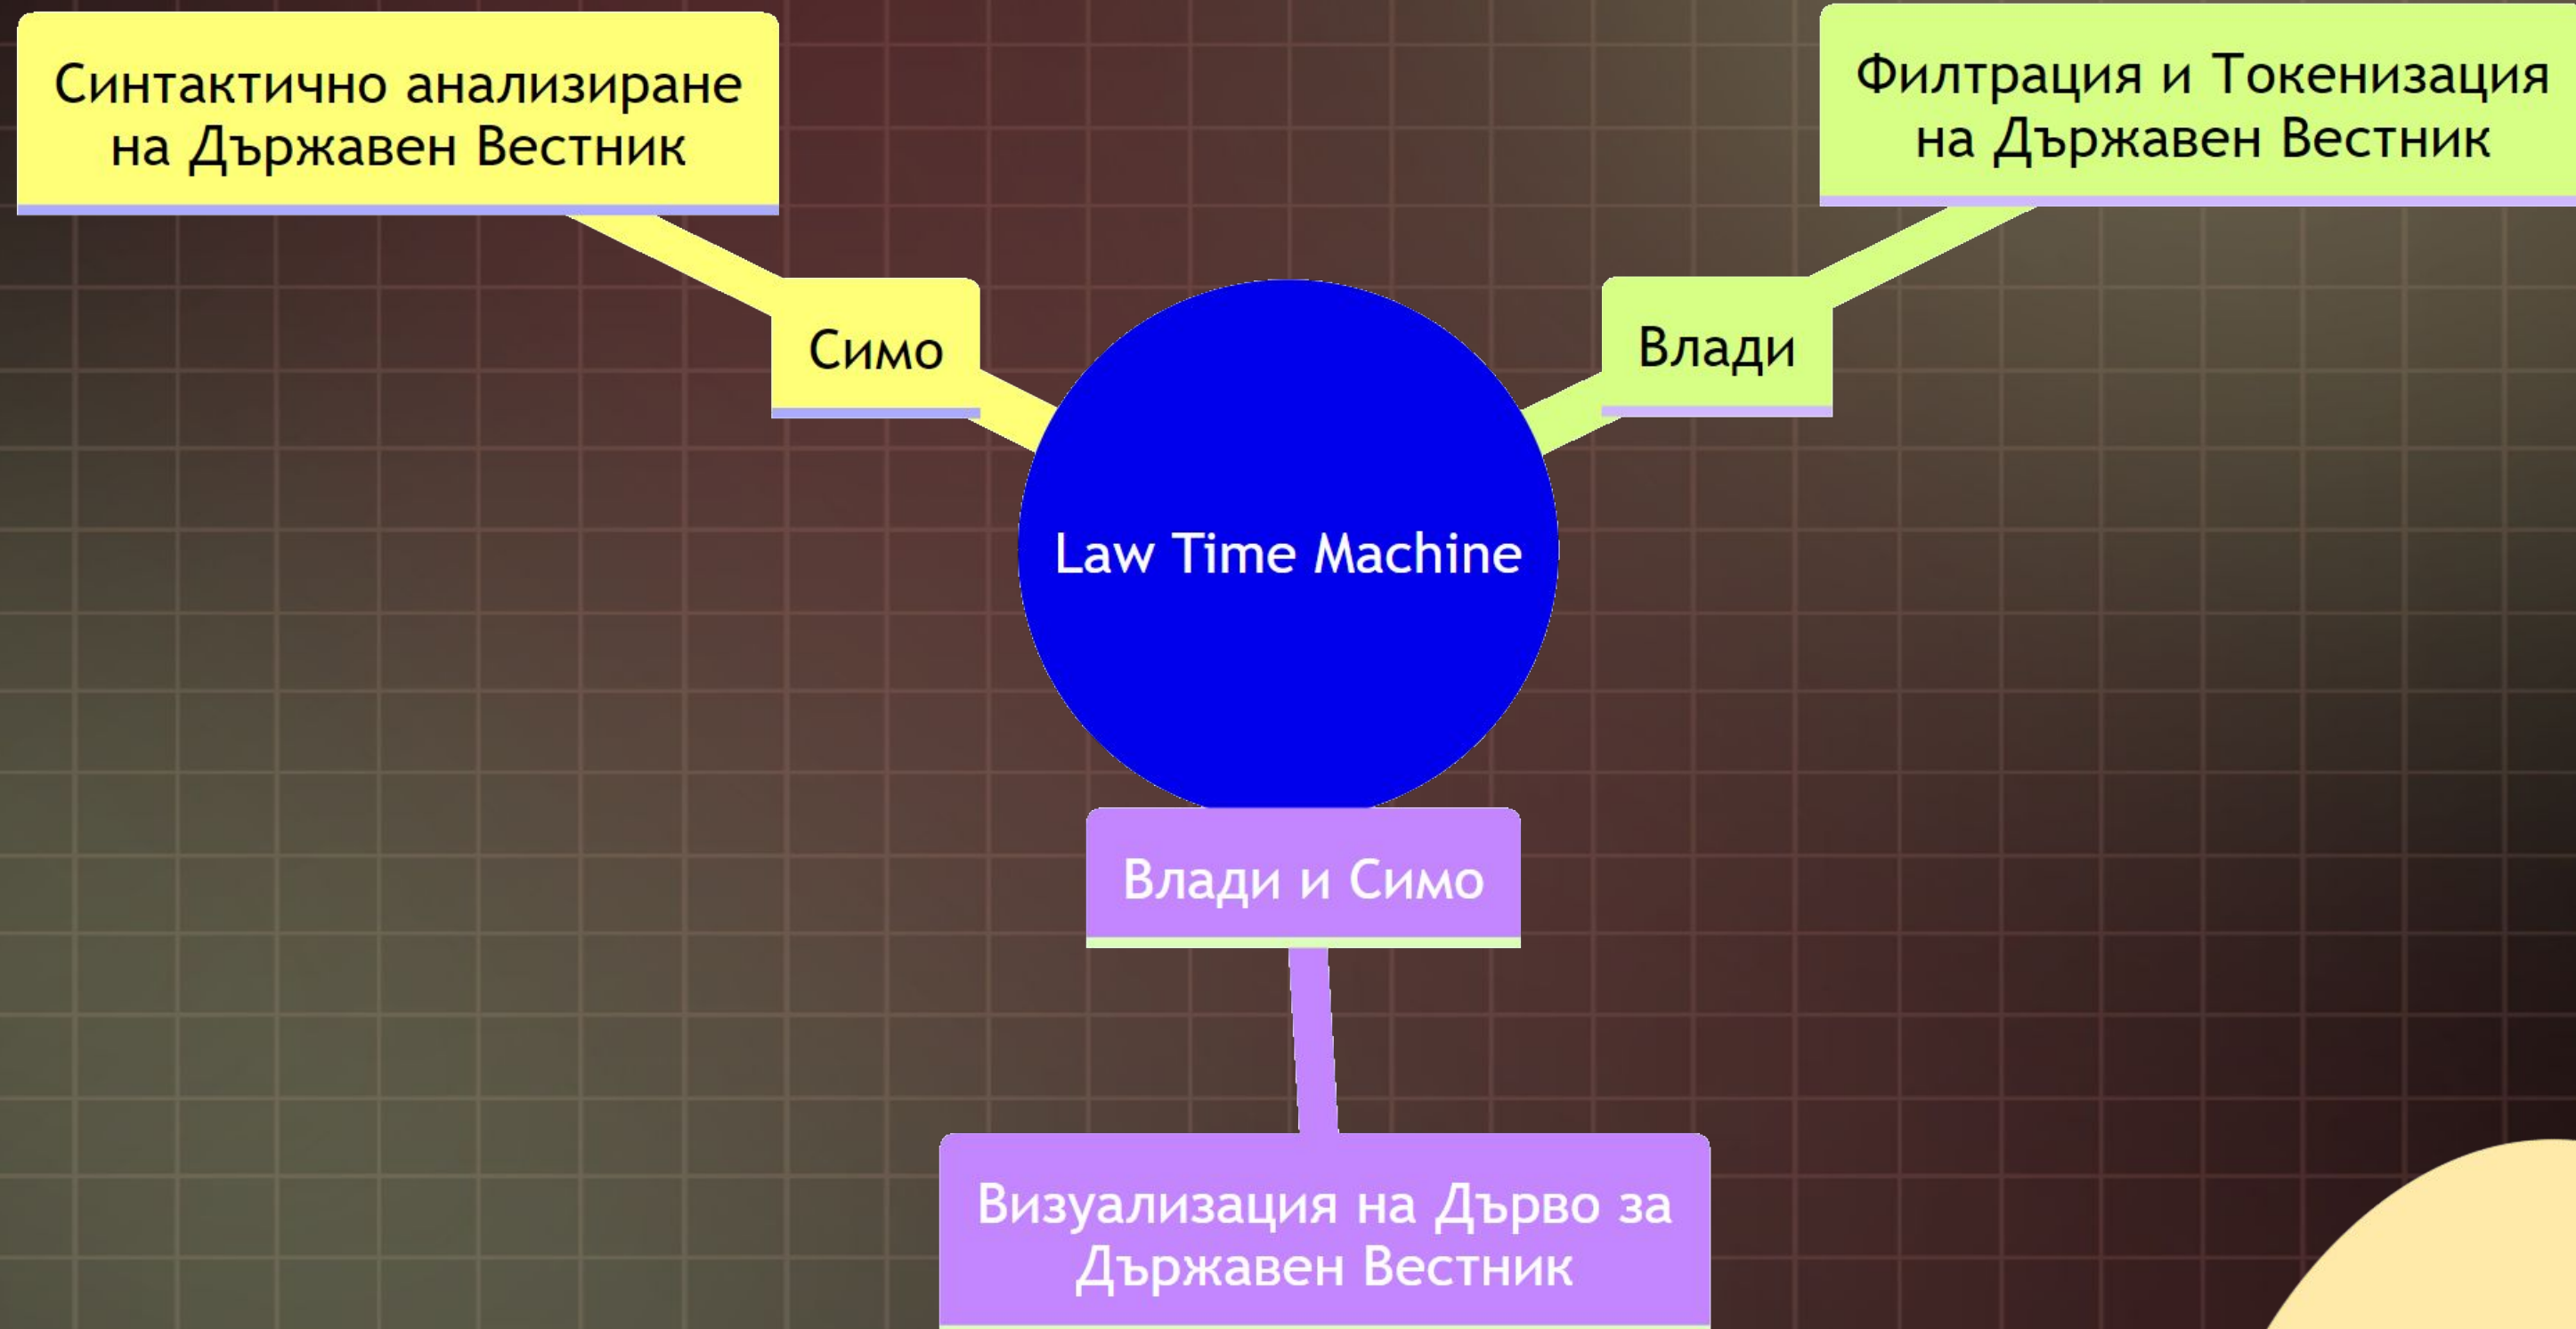 Синтактично анализиране
на Държавен Вестник
Филтрация и Токенизация
на Държавен Вестник
Симо
Влади
Law Time Machine
Влади и Симо
Визуализация на Дърво за
Държавен Вестник